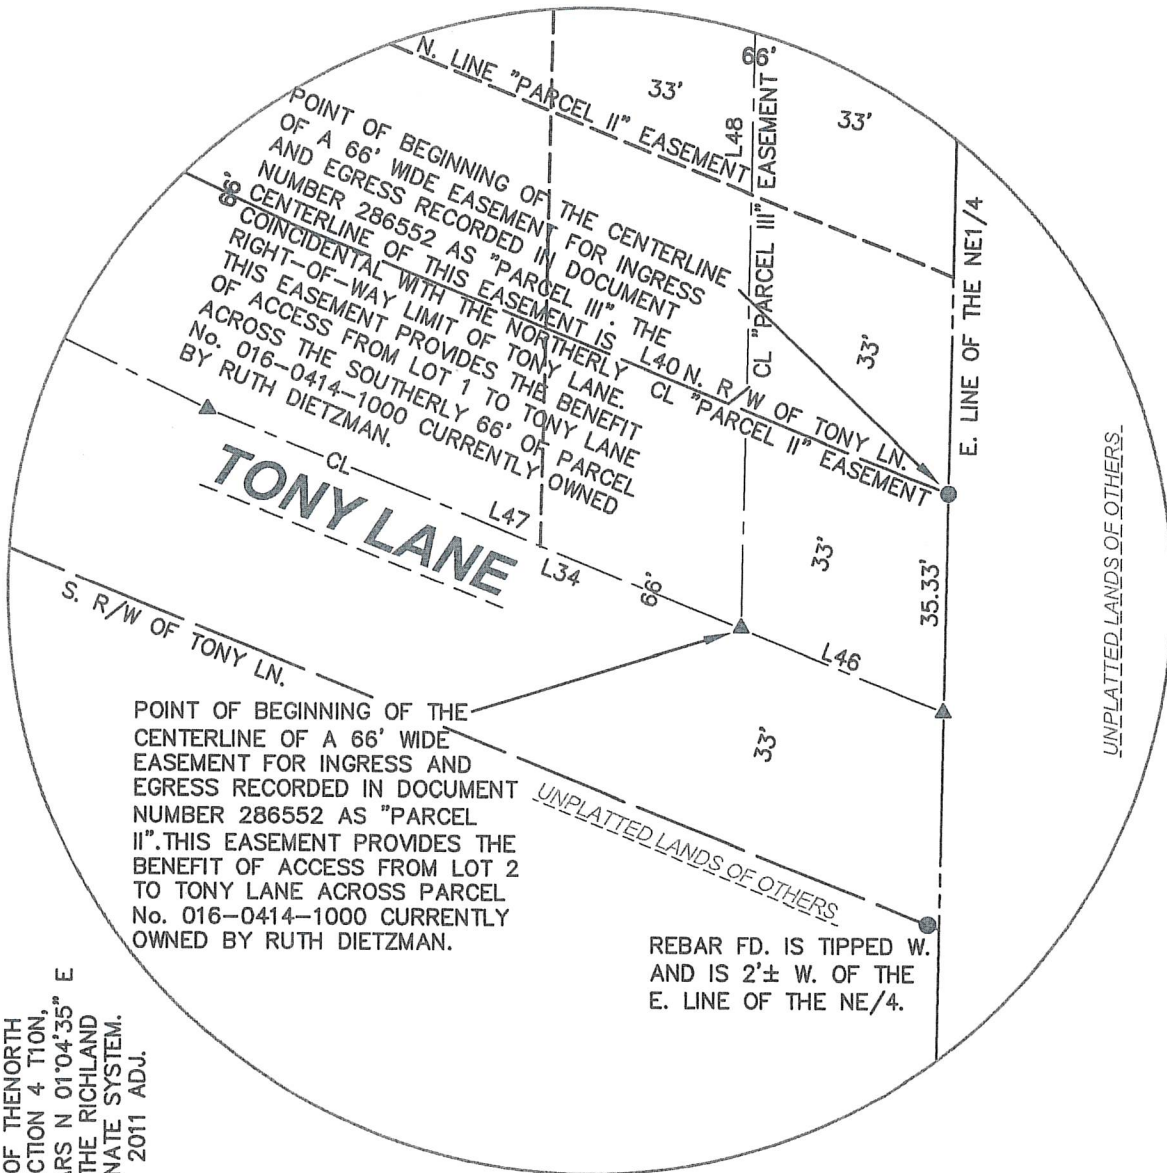 N. LINE "PARCEL II" EASEMENT
66'
33'
33'
L48
CL "PARCEL III" EASEMENT
E. LINE OF THE NE1/4
POINT OF BEGINNING OF THE CENTERLINE
OF A 66' WIDE EASEMENT FOR INGRESS
AND EGRESS RECORDED IN DOCUMENT
NUMBER 286552 AS "PARCEL III". THE
CENTERLINE OF THIS EASEMENT IS
COINCIDENTAL WITH THE NORTHERLY
RIGHT-OF-WAY LIMIT OF TONY LANE.
THIS EASEMENT PROVIDES THE BENEFIT
OF ACCESS FROM LOT 1 TO TONY LANE
ACROSS THE SOUTHERLY 66' OF PARCEL
No. 016-0414-1000 CURRENTLY OWNED
BY RUTH DIETZMAN.
66'
33'
L40 N. R/W OF TONY LN.
CL "PARCEL II" EASEMENT
CL
TONY LANE
L47
L34
66'
33'
35.33'
L46
UNPLATTED LANDS OF OTHERS
S. R/W OF TONY LN.
33'
POINT OF BEGINNING OF THE
CENTERLINE OF A 66' WIDE
EASEMENT FOR INGRESS AND
EGRESS RECORDED IN DOCUMENT
NUMBER 286552 AS "PARCEL
II".THIS EASEMENT PROVIDES THE
BENEFIT OF ACCESS FROM LOT 2
TO TONY LANE ACROSS PARCEL
No. 016-0414-1000 CURRENTLY
OWNED BY RUTH DIETZMAN.
UNPLATTED LANDS OF OTHERS
REBAR FD. IS TIPPED W.
AND IS 2'± W. OF THE
E. LINE OF THE NE/4.
OF THENORTH
CTION 4 T10N,
ARS N 01°04'35" E
THE RICHLAND
NATE SYSTEM.
2011 ADJ.